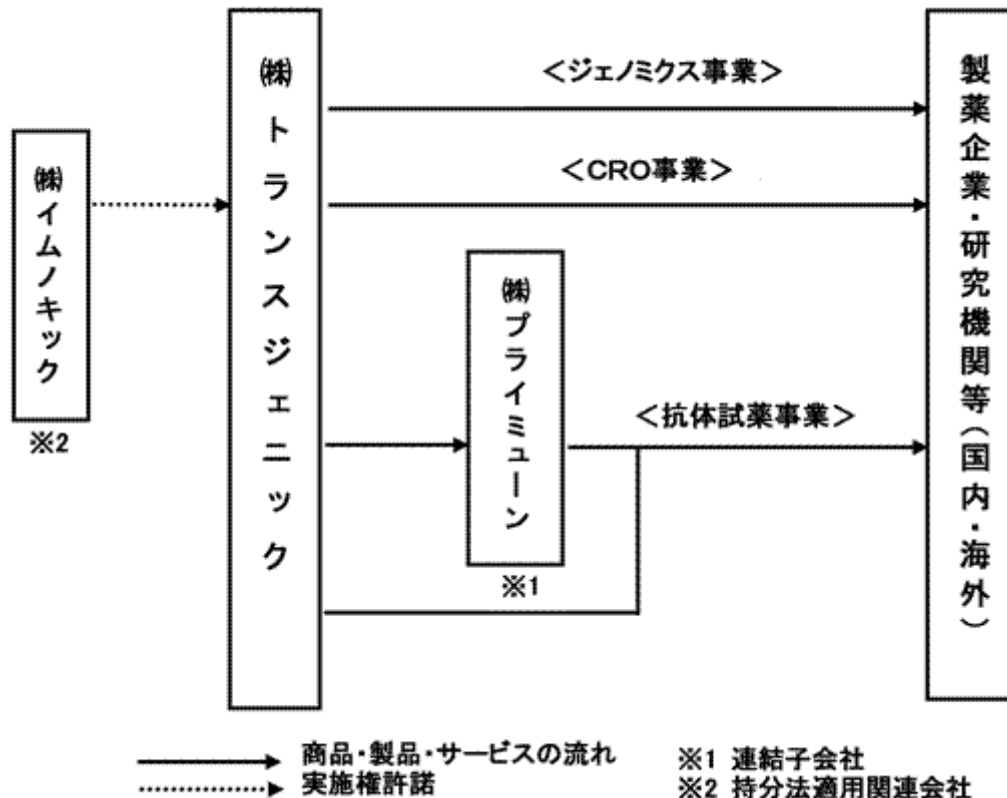 ㈱イムノキック
※2
㈱トランスジェニック
＜ジェノミクス事業＞
＜CRO事業＞
㈱プライミューン
※1
＜抗体試薬事業＞
製薬企業・研究機関等（国内・海外）
商品・製品・サービスの流れ
実施権許諾
※1 連結子会社
※2 持分法適用関連会社